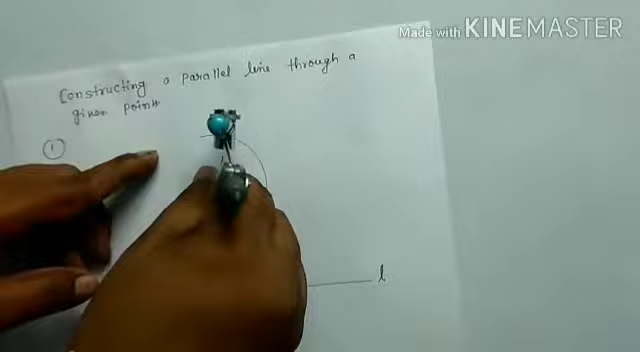 Made with KINEMASTER
Constructing a parallel line through a
given point
1
l